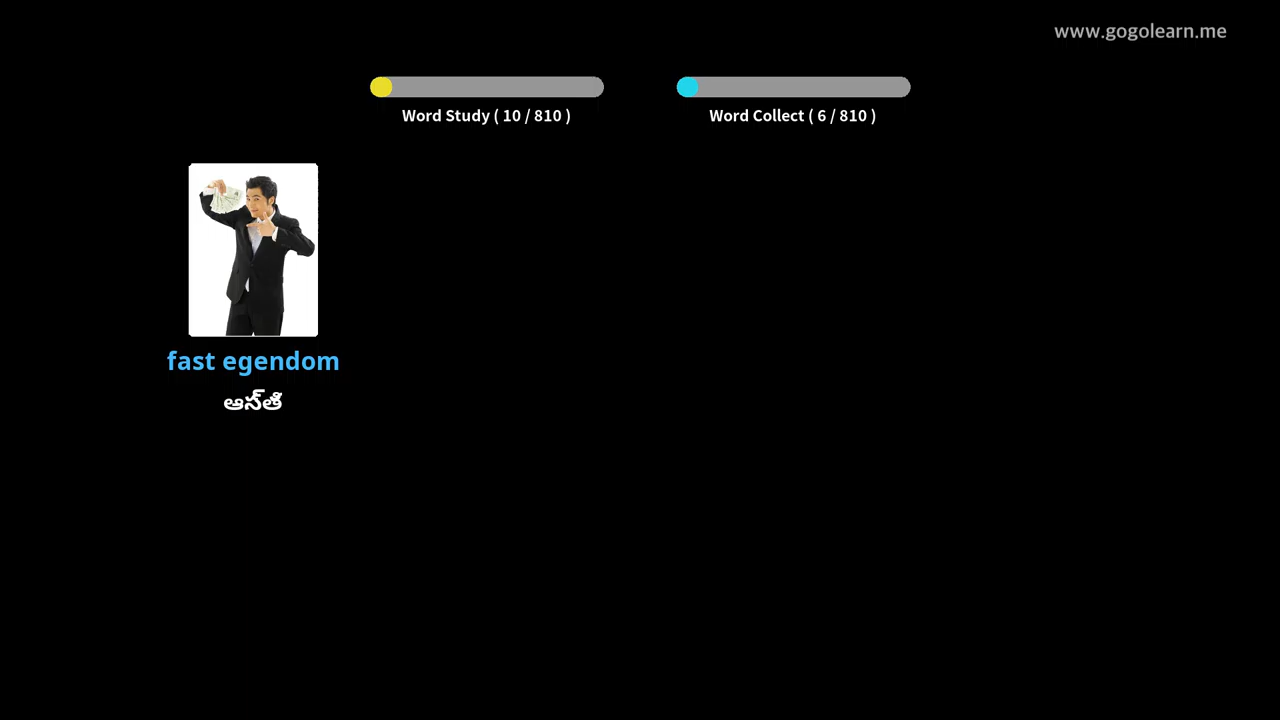 www.gogolearn.me
Word Study ( 10 / 810 )
Word Collect ( 6 / 810 )
fast egendom
ఆస్తి